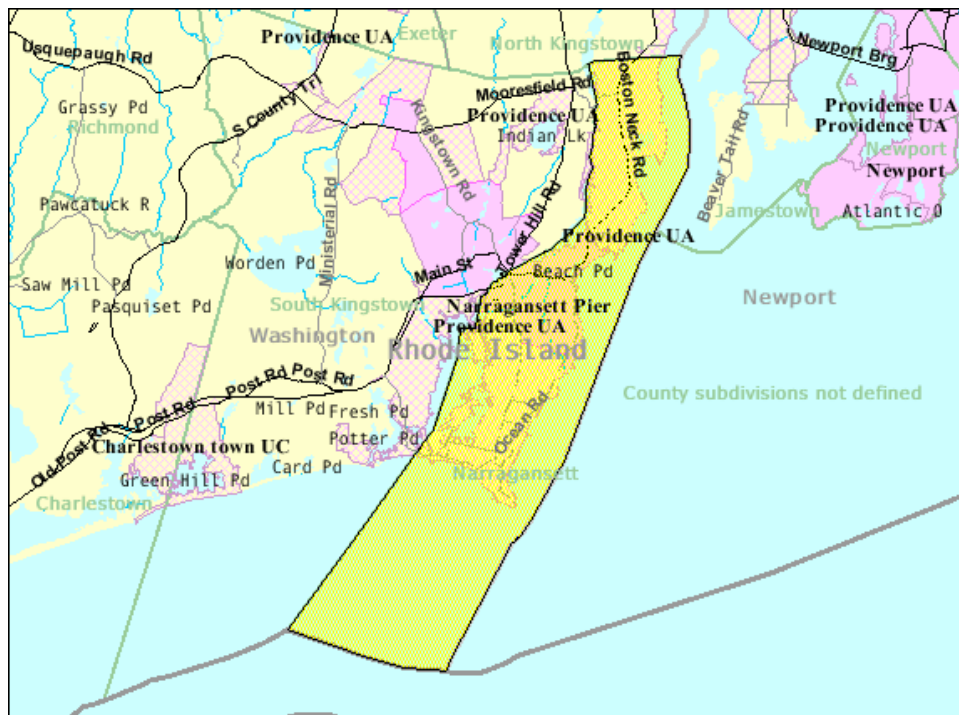 Providence UA
Exeter
North Kingstown
Newport Brg
Usquepaugh Rd
Boston Neck Rd
Mooresfield Rd
Grassy Pd
S County Trl
Kingstown Rd
Providence UA
Providence UA
Richmond
Indian Lk
Beaver Tail Rd
Providence UA
Newport
Newport
Pawcatuck R
Ministerial Rd
Tower Hill Rd
Jamestown
Atlantic O
Providence UA
Worden Pd
Main St
Beach Pd
Saw Mill Pd
Pasquiset Pd
South Kingstown
Narragansett Pier
Newport
Providence UA
Washington
Rhode Island
Post Rd
Post Rd
County subdivisions not defined
Post Rd
Mill Pd
Fresh Pd
Ocean Rd
Old Post Rd
Charlestown town UC
Potter Pd
Card Pd
Narragansett
Green Hill Pd
Charlestown